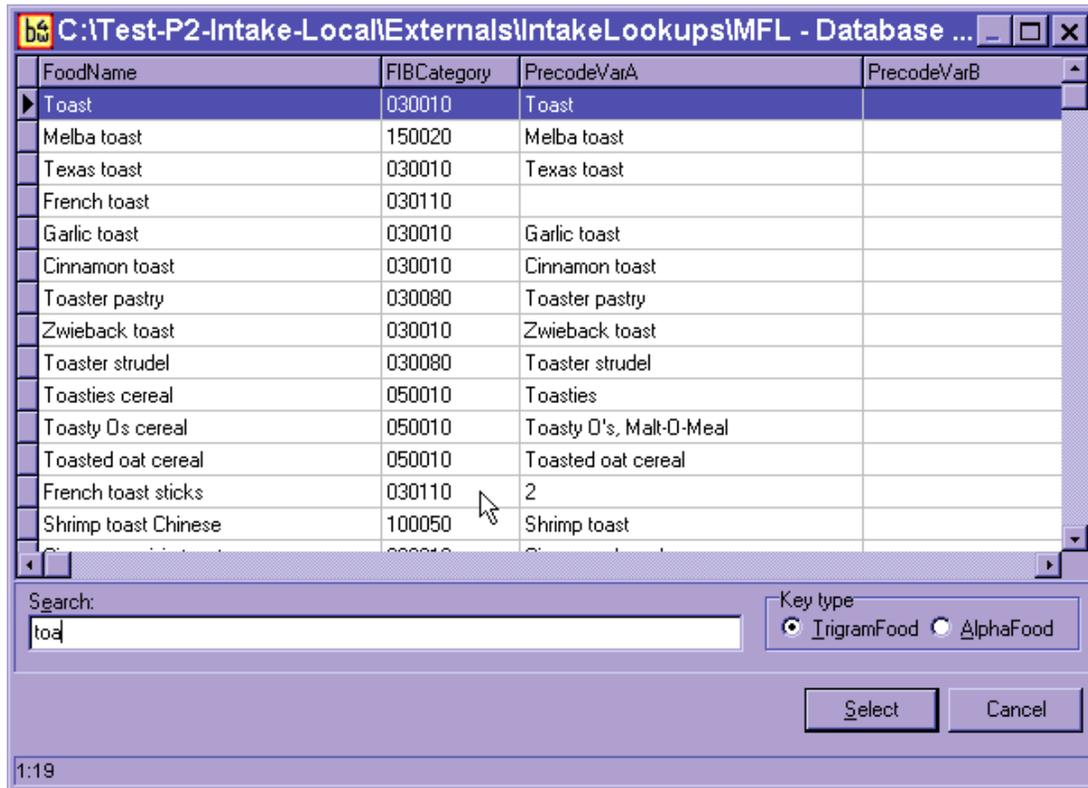 C:\Test-P2-Intake-Local\Externals\IntakeLookups\MFL - Database ...
FoodName FIBCategory PrecodeVarA PrecodeVarB
Toast 030010 Toast
Melba toast 150020 Melba toast
Texas toast 030010 Texas toast
French toast 030110
Garlic toast 030010 Garlic toast
Cinnamon toast 030010 Cinnamon toast
Toaster pastry 030080 Toaster pastry
Zwieback toast 030010 Zwieback toast
Toaster strudel 030080 Toaster strudel
Toasties cereal 050010 Toasties
Toasty Os cereal 050010 Toasty O's, Malt-O-Meal
Toasted oat cereal 050010 Toasted oat cereal
French toast sticks 030110 2
Shrimp toast Chinese 100050 Shrimp toast
Search: Key type
toa TrigramFood AlphaFood
Select Cancel
1:19